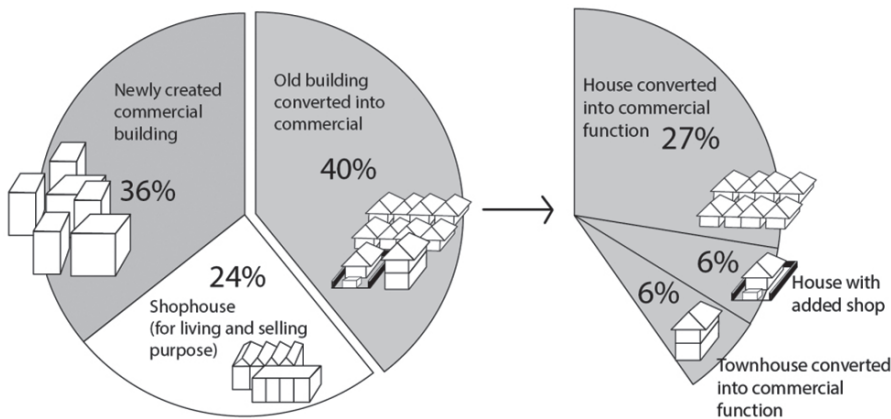 Newly created
commercial
building
36%
Old building
converted into
commercial
40%
24%
Shophouse
(for living and selling
purpose)
House converted
into commercial
function 27%
6%
House with
added shop
6%
Townhouse converted
into commercial
function